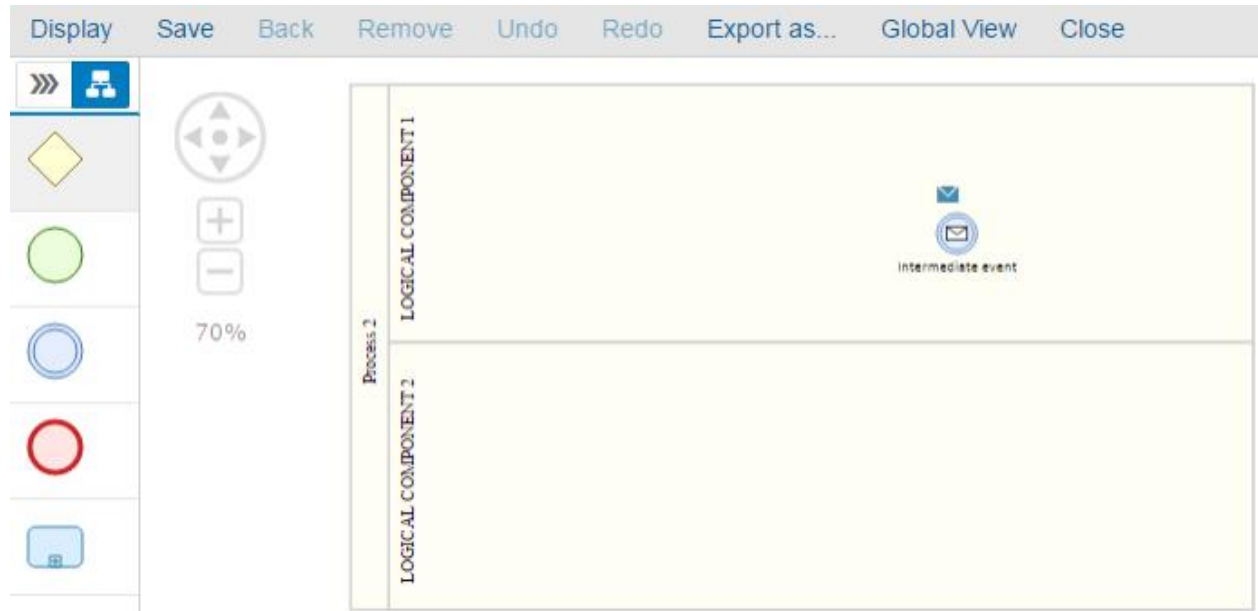 Display Save Back Remove Undo Redo Export as... Global View Close
70%
Process 2
LOGICAL COMPONENT 1
intermediate event
LOGICAL COMPONENT 2